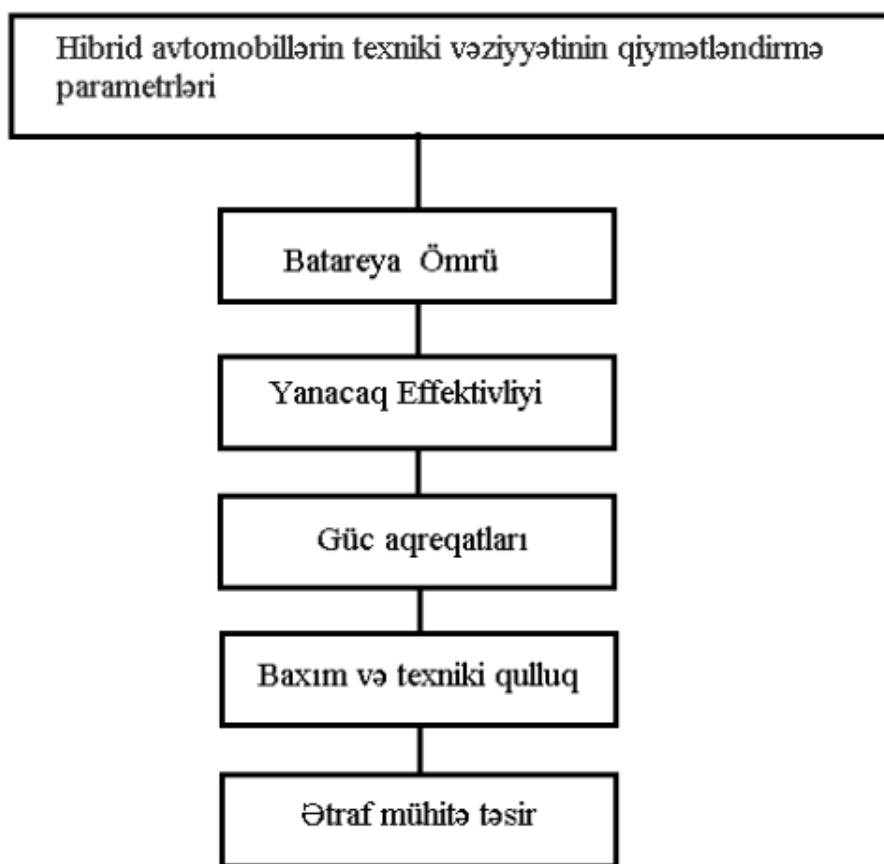 Hibrid avtomobillərin texniki vəziyyətinin qiymətləndirmə
parametrləri
Batareya Ömrü
Yanacaq Effektivliyi
Güc aqreqatları
Baxım və texniki qulluq
Ətraf mühitə təsir